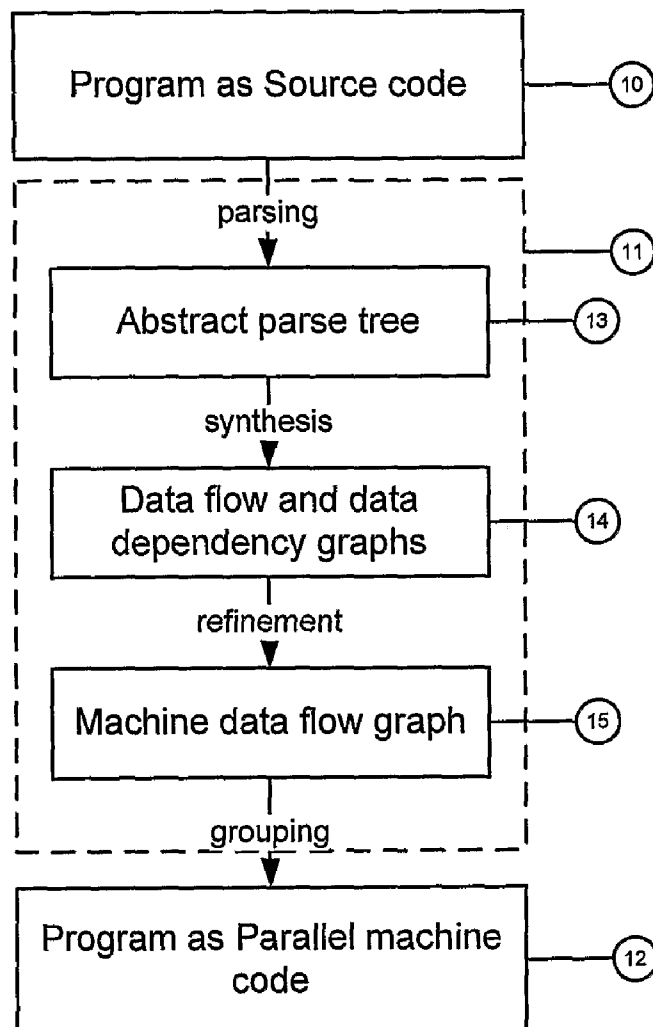 Program as Source code
10
parsing
11
Abstract parse tree
13
synthesis
Data flow and data
dependency graphs
14
refinement
Machine data flow graph
15
grouping
Program as Parallel machine
code
12